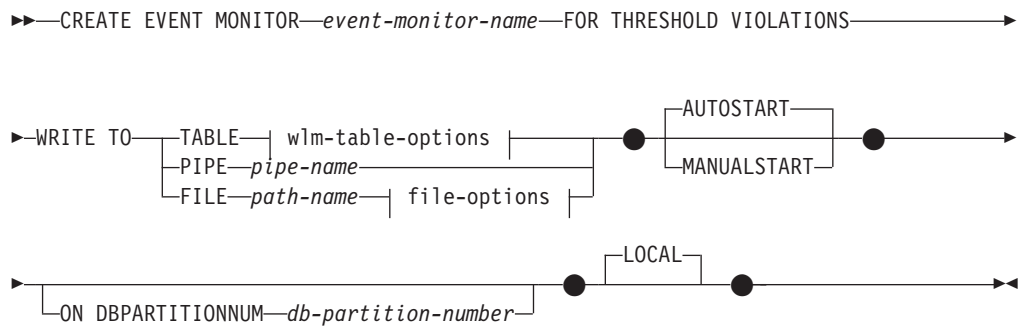 CREATE EVENT MONITOR event-monitor-name FOR THRESHOLD VIOLATIONS
AUTOSTART
WRITE TO TABLE wlm-table-options
PIPE pipe-name MANUALSTART
FILE path-name file-options
LOCAL
ON DBPARTITIONNUM db-partition-number